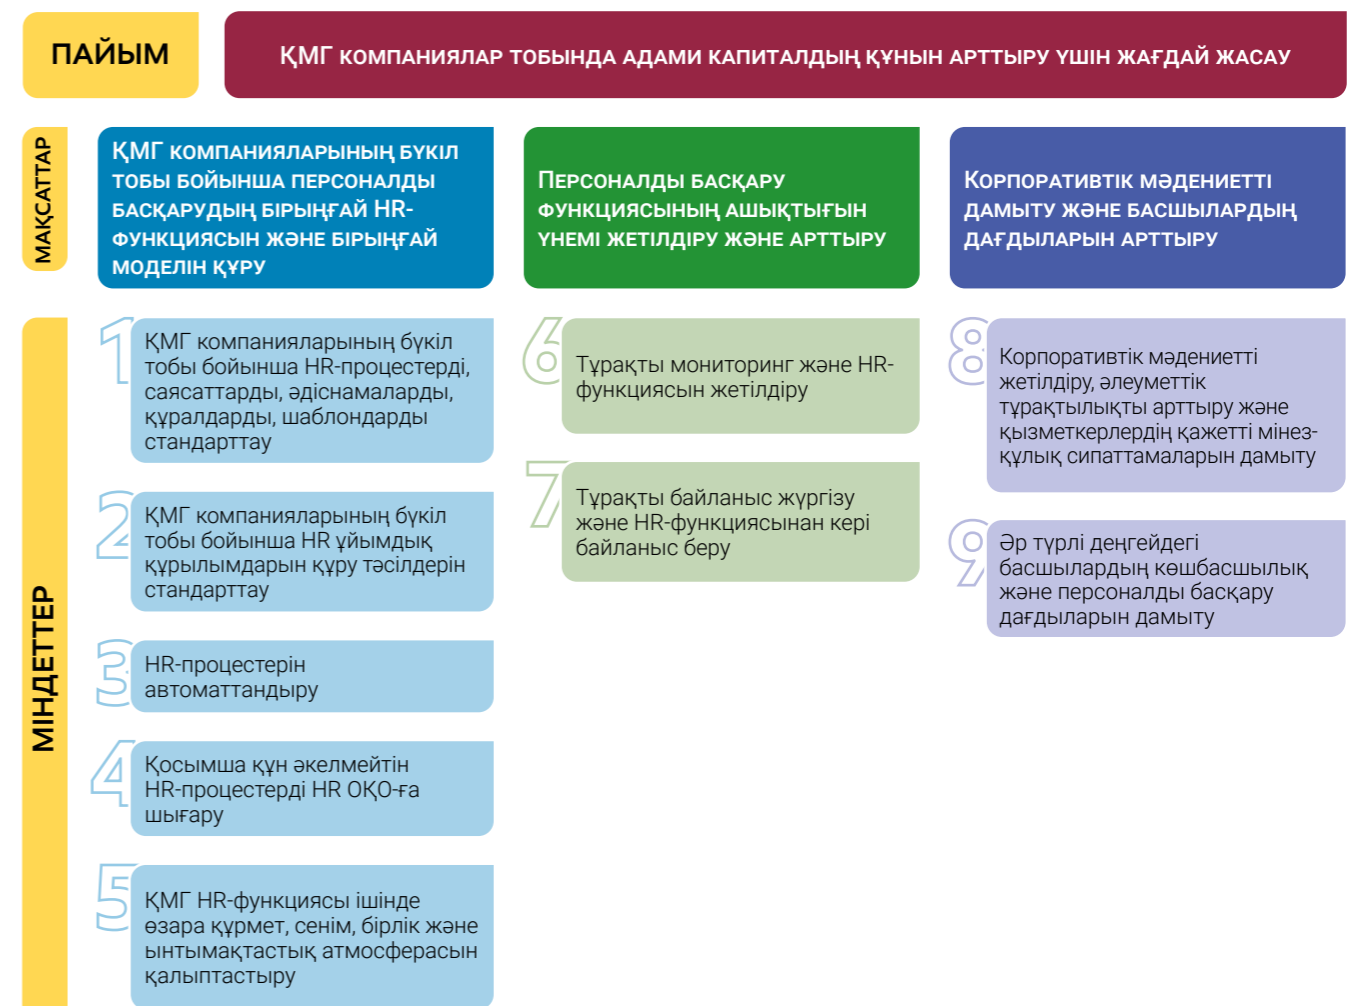 ПАЙЫМ
ҚМГ КОМПАНИЯЛАР ТОБЫНДА АДАМИ КАПИТАЛДЫҢ ҚҰНЫН АРТТЫРУ ҮШІН ЖАҒДАЙ ЖАСАУ
МАҚСАТТАР
ҚМГ КОМПАНИЯЛАРЫНЫҢ БҮКІЛ
ТОБЫ БОЙЫНША ПЕРСОНАЛДЫ
БАСҚАРУДЫҢ БІРЫҢҒАЙ HR-
ФУНКЦИЯСЫН ЖӘНЕ БІРЫҢҒАЙ
МОДЕЛІН ҚҰРУ
ПЕРСОНАЛДЫ БАСҚАРУ
ФУНКЦИЯСЫНЫҢ АШЫҚТЫҒЫН
ҮНЕМІ ЖЕТІЛДІРУ ЖӘНЕ АРТТЫРУ
КОРПОРАТИВТІК МӘДЕНИЕТТІ
ДАМЫТУ ЖӘНЕ БАСШЫЛАРДЫҢ
ДАҒДЫЛАРЫН АРТТЫРУ
МІНДЕТТЕР
1
ҚМГ компанияларының бүкіл
тобы бойынша HR-процестерді,
саясаттарды, әдіснамаларды,
құралдарды, шаблондарды
стандарттау
2
ҚМГ компанияларының бүкіл
тобы бойынша HR ұйымдық
құрылымдарын құру тәсілдерін
стандарттау
3
HR-процестерін
автоматтандыру
4
Қосымша құн әкелмейтін
HR-процестерді HR ОҚО-ға
шығару
5
ҚМГ HR-функциясы ішінде
өзара құрмет, сенім, бірлік және
ынтымақтастық атмосферасын
қалыптастыру
6
Тұрақты мониторинг және HR-
функциясын жетілдіру
7
Тұрақты байланыс жүргізу
және HR-функциясынан кері
байланыс беру
8
Корпоративтік мәдениетті
жетілдіру, әлеуметтік
тұрақтылықты арттыру және
қызметкерлердің қажетті мінез-
құлық сипаттамаларын дамыту
9
Әр түрлі деңгейдегі
басшылардың көшбасшылық
және персоналды басқару
дағдыларын дамыту